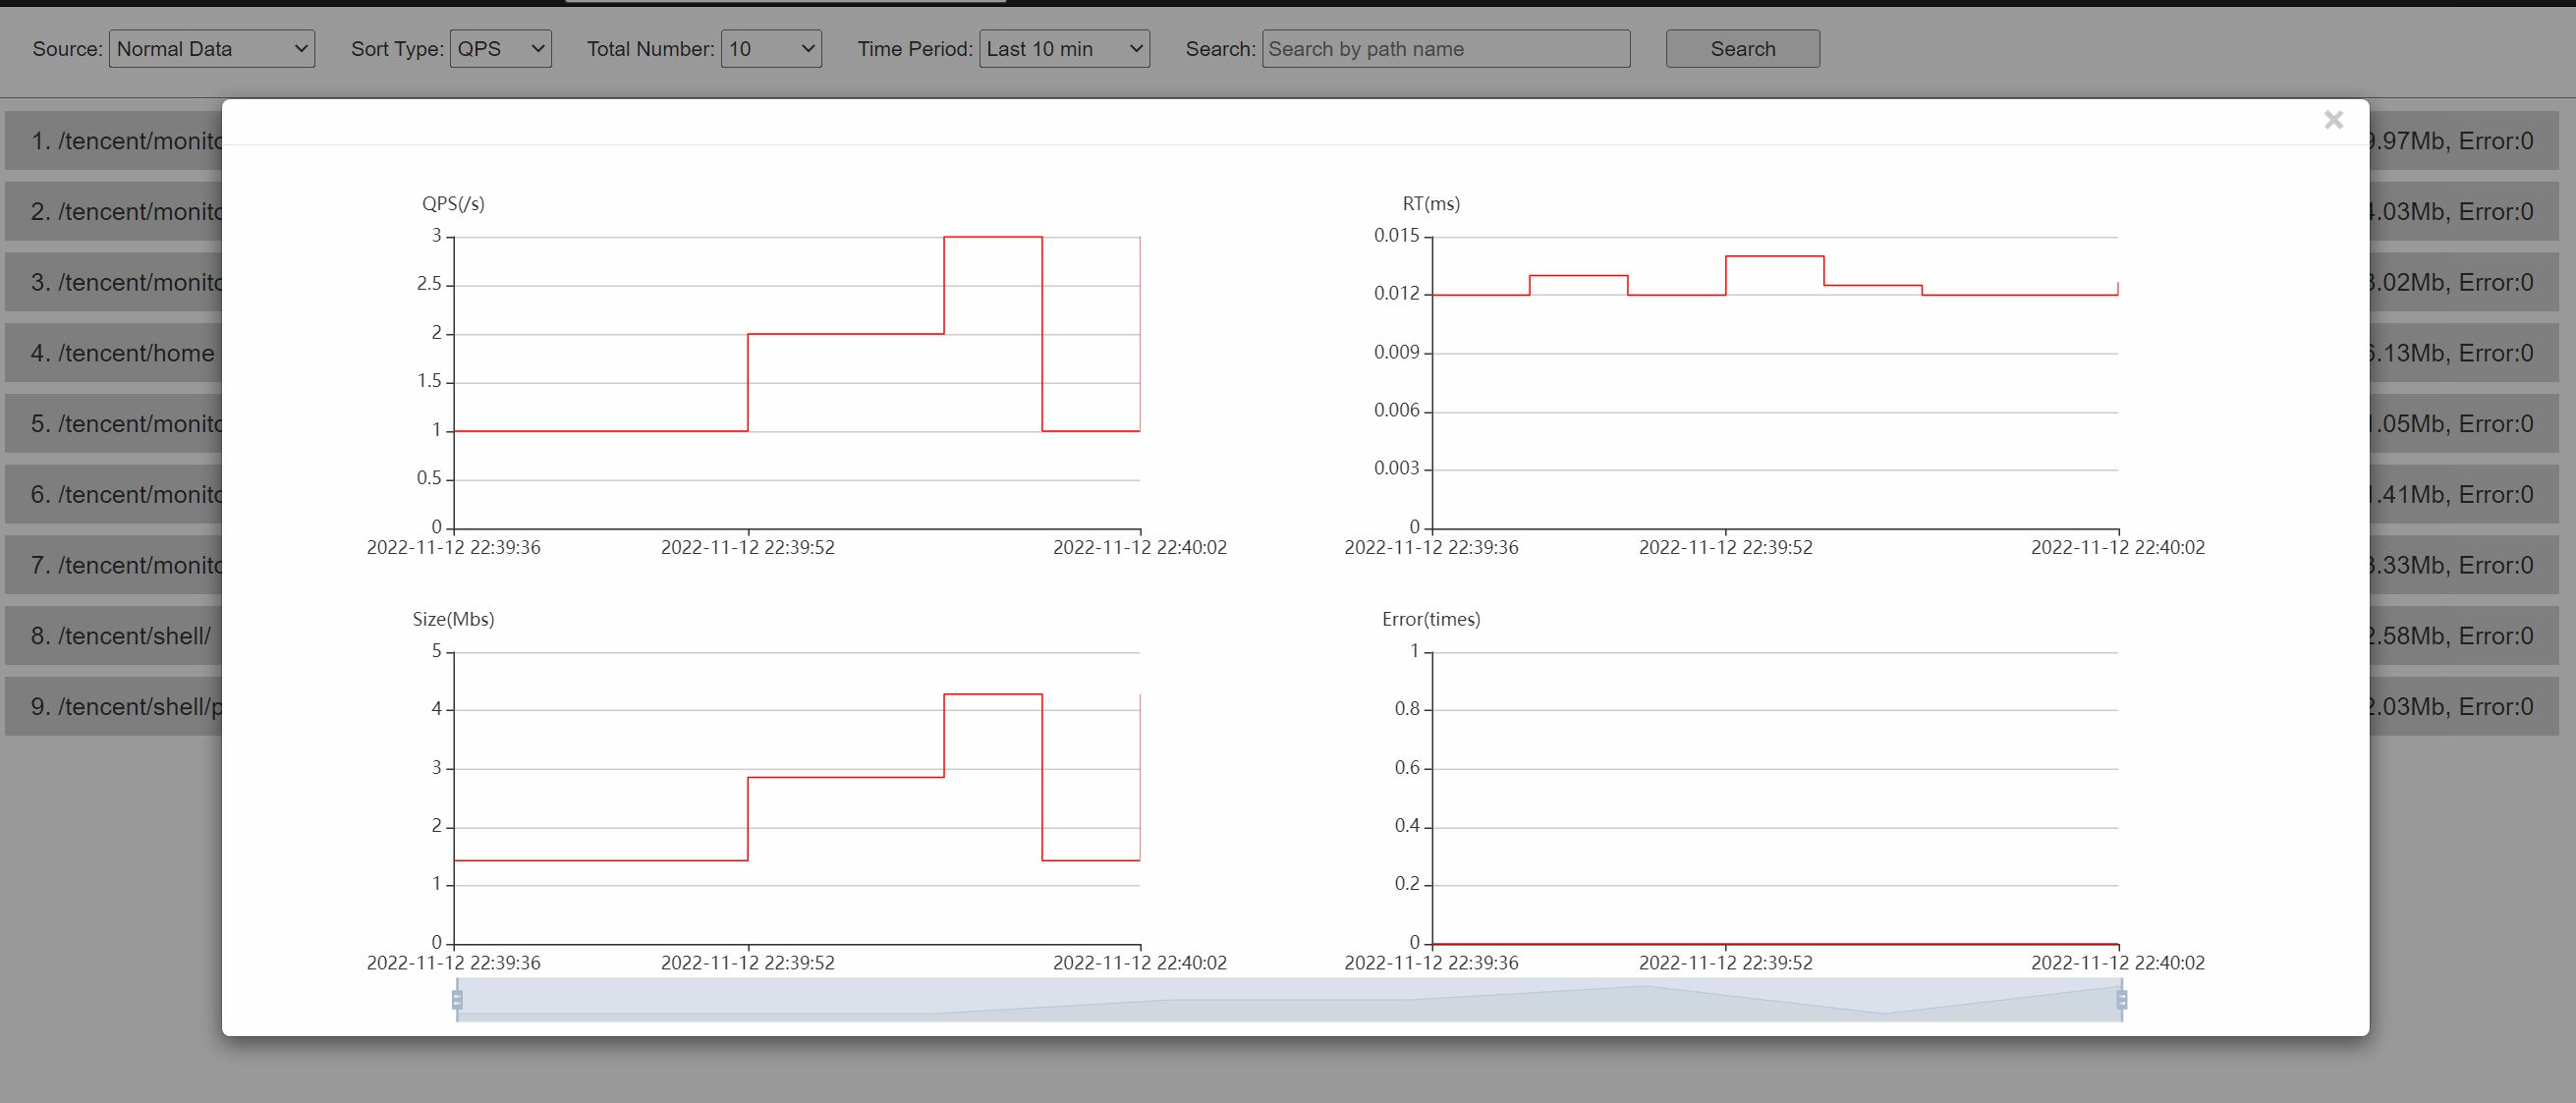 Source: Normal Data Sort Type: QPS Total Number: 10 Time Period: Last 10 min Search: Search by path name Search
1. /tencent/monito .97Mb, Error:0
2. /tencent/monito .03Mb, Error:0
3. /tencent/monito .02Mb, Error:0
4. /tencent/home .13Mb, Error:0
5. /tencent/monito .05Mb, Error:0
6. /tencent/monito .41Mb, Error:0
7. /tencent/monito .33Mb, Error:0
8. /tencent/shell/ 2.58Mb, Error:0
9. /tencent/shell/p 2.03Mb, Error:0
×
QPS(/s)
3
2.5
2
1.5
1
0.5
0
2022-11-12 22:39:36 2022-11-12 22:39:52 2022-11-12 22:40:02
RT(ms)
0.015
0.012
0.009
0.006
0.003
0
2022-11-12 22:39:36 2022-11-12 22:39:52 2022-11-12 22:40:02
Size(Mbs)
5
4
3
2
1
0
2022-11-12 22:39:36 2022-11-12 22:39:52 2022-11-12 22:40:02
Error(times)
1
0.8
0.6
0.4
0.2
0
2022-11-12 22:39:36 2022-11-12 22:39:52 2022-11-12 22:40:02